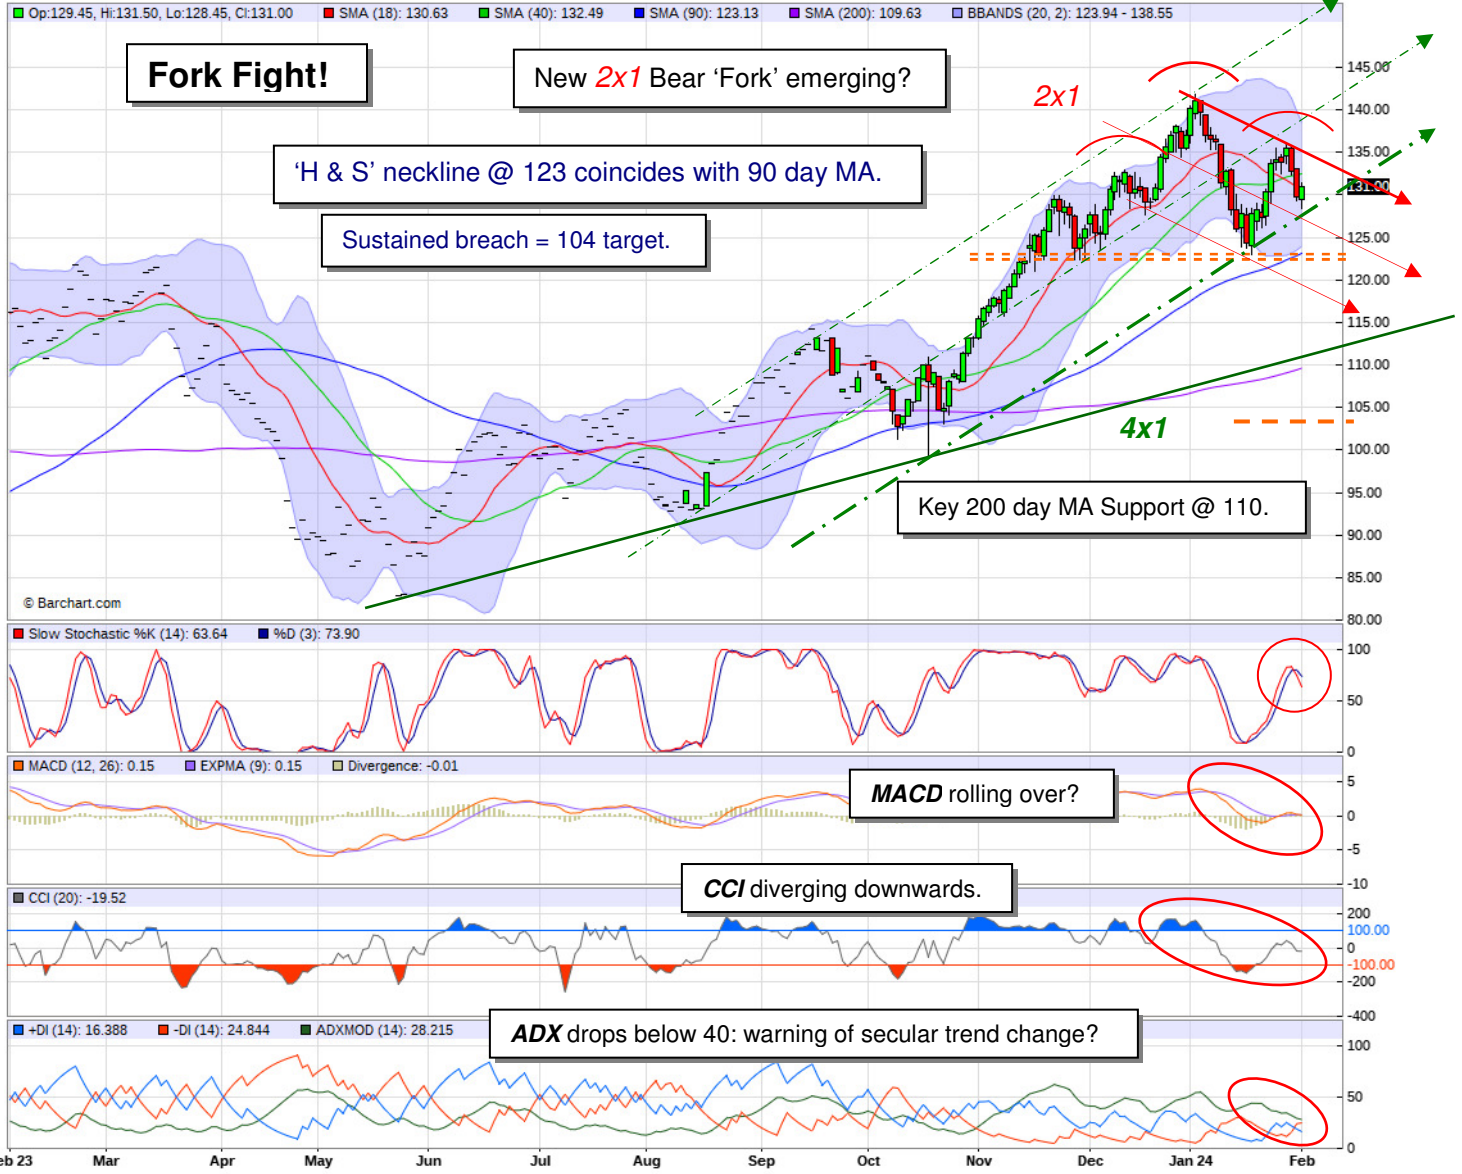 Op:129.45, Hi:131.50, Lo:128.45, Cl:131.00 SMA (18): 130.63 SMA (40): 132.49 SMA (90): 123.13 SMA (200): 109.63 BBANDS (20, 2): 123.94 - 138.55
Fork Fight!
New 2x1 Bear ‘Fork’ emerging?
2x1
‘H & S’ neckline @ 123 coincides with 90 day MA.
Sustained breach = 104 target.
145.00
140.00
135.00
131.00
125.00
120.00
115.00
110.00
105.00
100.00
95.00
90.00
85.00
80.00
4x1
Key 200 day MA Support @ 110.
© Barchart.com
Slow Stochastic %K (14): 63.64 %D (3): 73.90
100
50
0
MACD (12, 26): 0.15 EXPMA (9): 0.15 Divergence: -0.01
MACD rolling over?
5
0
-5
-10
CCI diverging downwards.
CCI (20): -19.52
200
100.00
0
-100.00
-200
-400
+DI (14): 16.388 -DI (14): 24.844 ADXMOD (14): 28.215
ADX drops below 40: warning of secular trend change?
100
50
0
eb 23 Mar Apr May Jun Jul Aug Sep Oct Nov Dec Jan 24 Feb